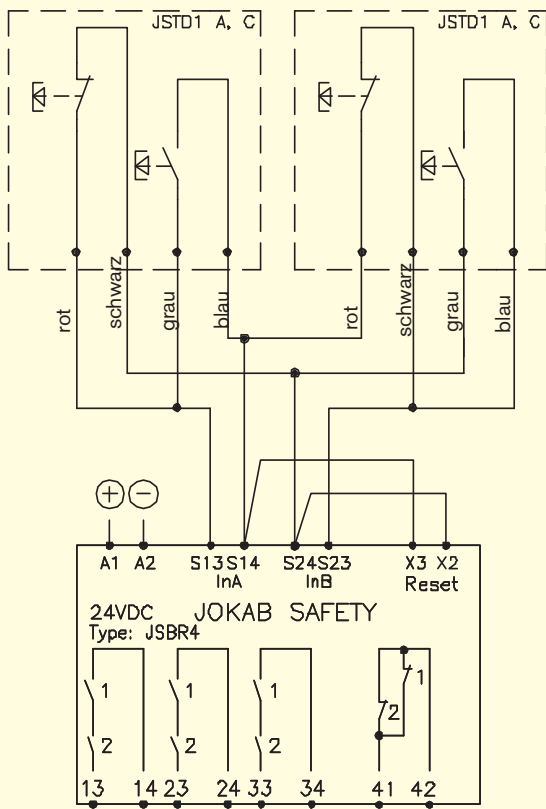 JSTD1 A, C JSTD1 A, C
rot schwarz grau blau rot schwarz grau blau
+ −
A1 A2 S13 S14 S24 S23 X3 X2
InA InB Reset
24VDC JOKAB SAFETY
Type: JSBR4
1 1 1 1
2 2 2 2
13 14 23 24 33 34 41 42